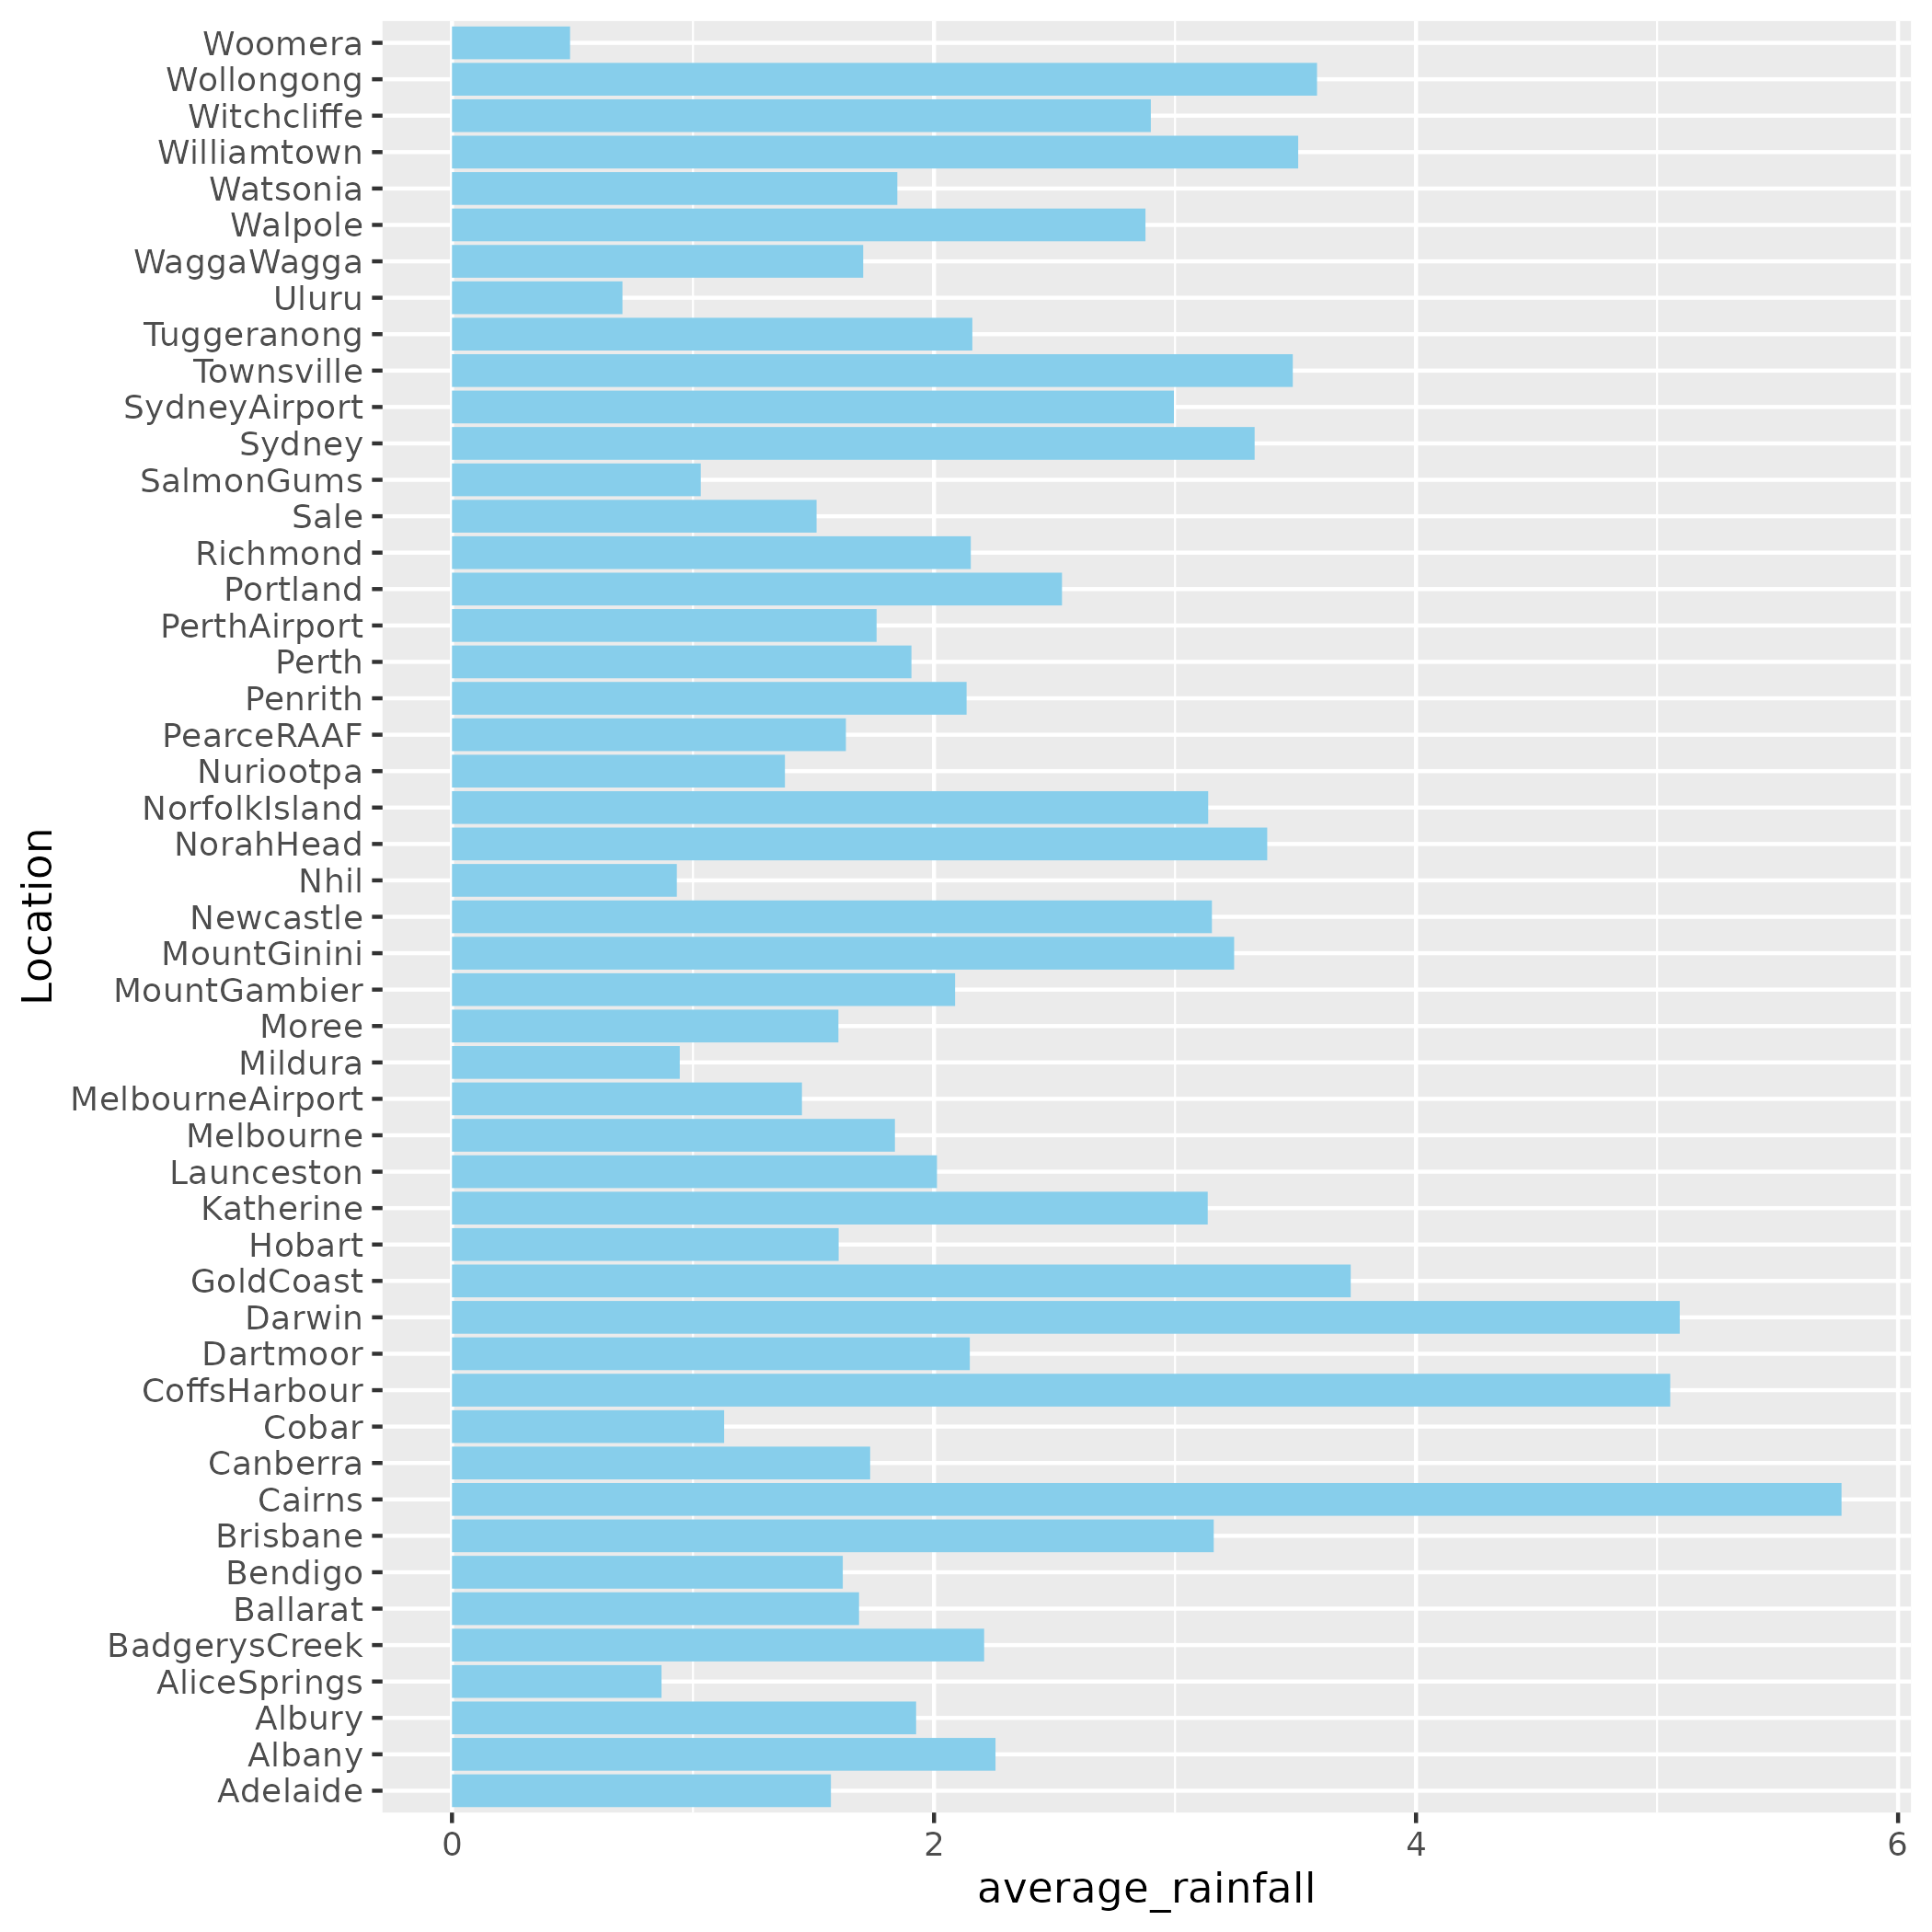 Woomera
Wollongong
Witchcliffe
Williamtown
Watsonia
Walpole
WaggaWagga
Uluru
Tuggeranong
Townsville
SydneyAirport
Sydney
SalmonGums
Sale
Richmond
Portland
PerthAirport
Perth
Penrith
PearceRAAF
Nuriootpa
NorfolkIsland
NorahHead
Nhil
Newcastle
MountGinini
MountGambier
Moree
Mildura
MelbourneAirport
Melbourne
Launceston
Katherine
Hobart
GoldCoast
Darwin
Dartmoor
CoffsHarbour
Cobar
Canberra
Cairns
Brisbane
Bendigo
Ballarat
BadgerysCreek
AliceSprings
Albury
Albany
Adelaide
Location
0 2 4 6
average_rainfall